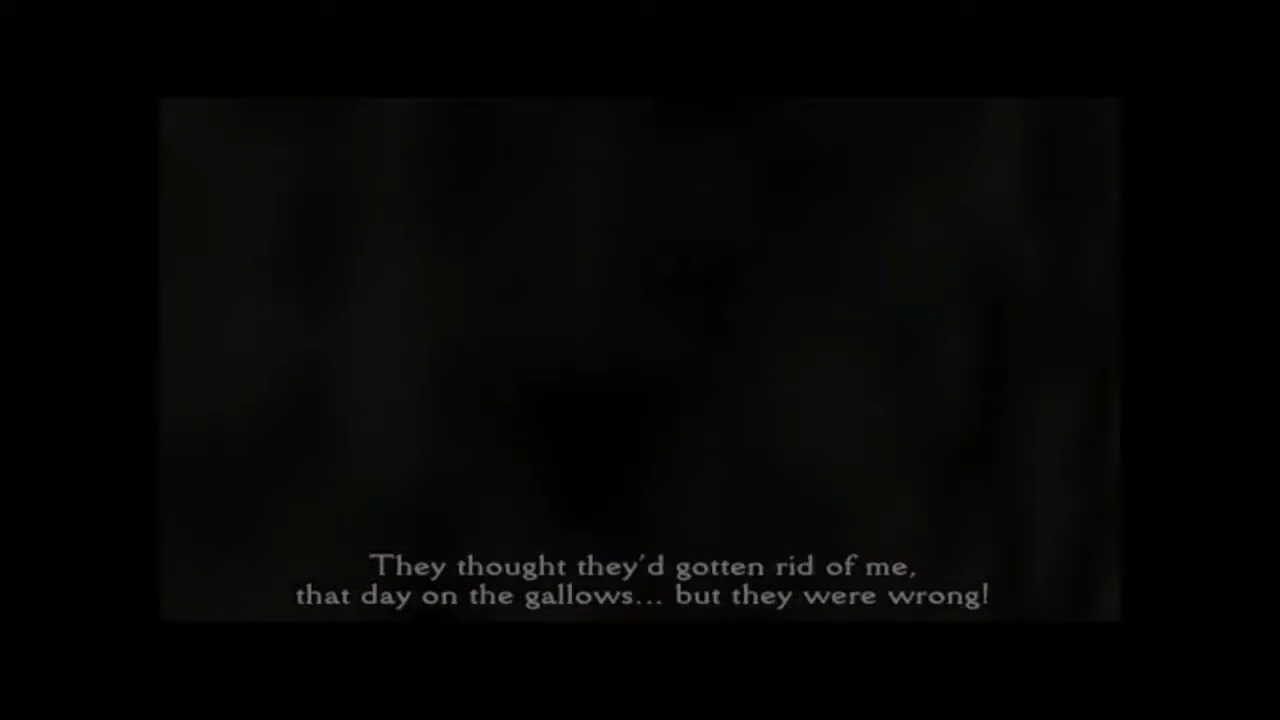 They thought they'd gotten rid of me,
that day on the gallows... but they were wrong!